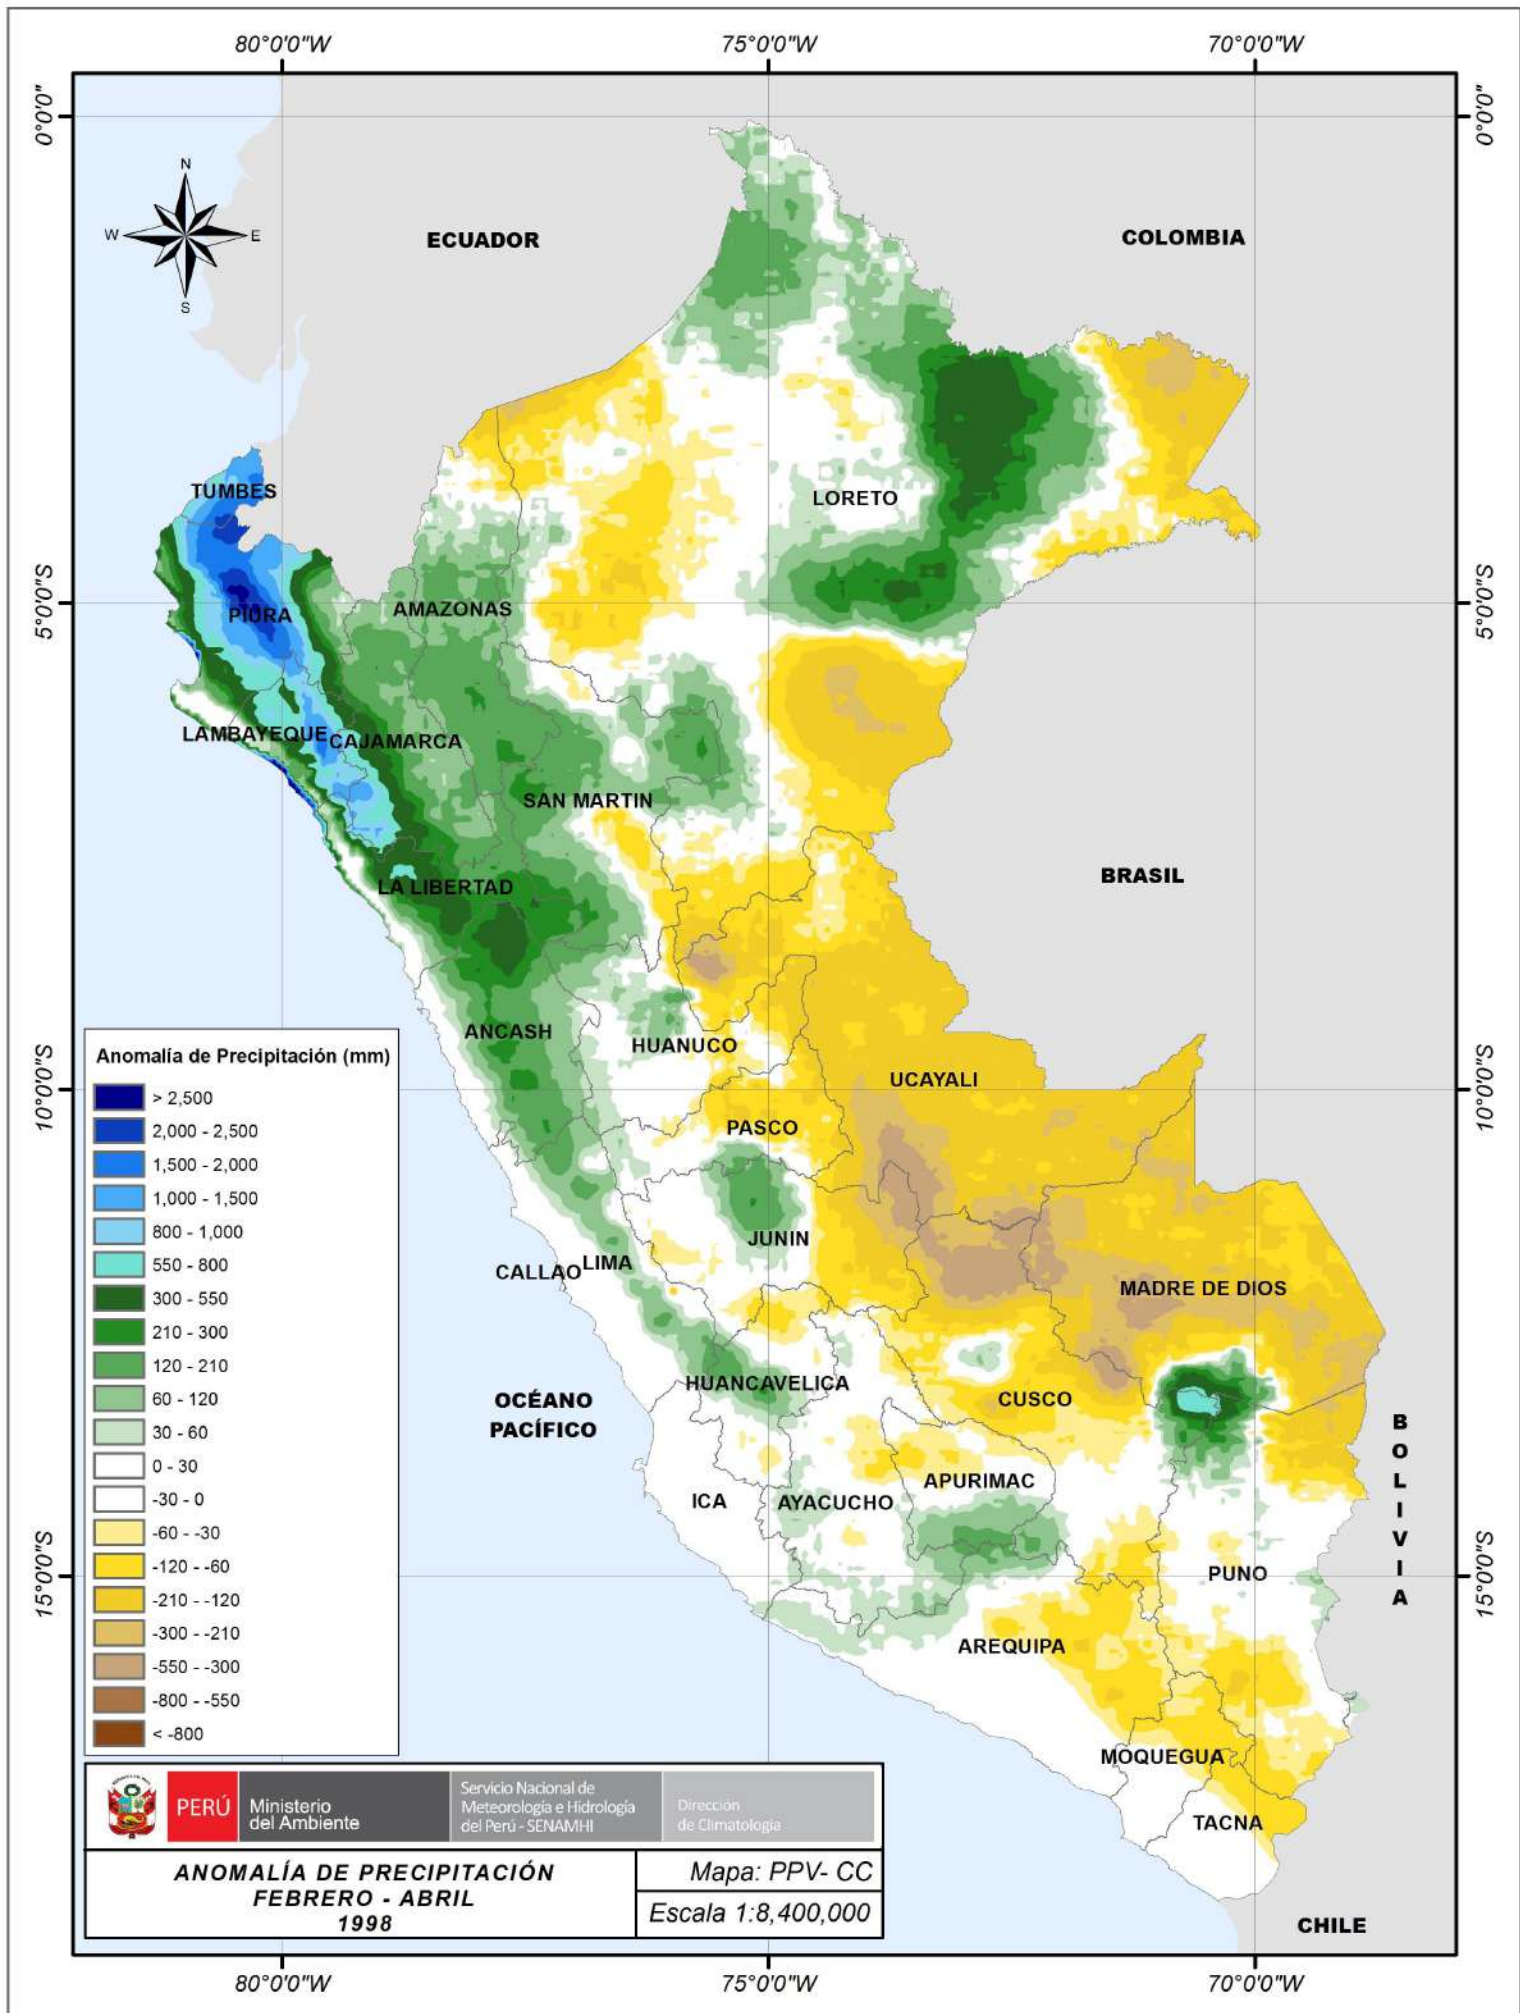 80°0'0"W
75°0'0"W
70°0'0"W
0°0'0"
0°0'0"
N
W
E
S
ECUADOR
COLOMBIA
TUMBES
LORETO
5°0'0"S
5°0'0"S
PIURA
AMAZONAS
LAMBAYEQUE
CAJAMARCA
SAN MARTIN
LA LIBERTAD
BRASIL
ANCASH
HUANUCO
UCAYALI
10°0'0"S
10°0'0"S
PASCO
JUNIN
CALLAO
LIMA
MADRE DE DIOS
HUANCAVELICA
CUSCO
OCÉANO
PACÍFICO
BOLIVIA
APURIMAC
ICA
AYACUCHO
15°0'0"S
15°0'0"S
PUNO
AREQUIPA
MOQUEGUA
TACNA
CHILE
Anomalía de Precipitación (mm)
> 2,500
2,000 - 2,500
1,500 - 2,000
1,000 - 1,500
800 - 1,000
550 - 800
300 - 550
210 - 300
120 - 210
60 - 120
30 - 60
0 - 30
-30 - 0
-60 - -30
-120 - -60
-210 - -120
-300 - -210
-550 - -300
-800 - -550
< -800
PERÚ
Ministerio
del Ambiente
Servicio Nacional de
Meteorología e Hidrología
del Perú - SENAMHI
Dirección
de Climatología
ANOMALÍA DE PRECIPITACIÓN
FEBRERO - ABRIL
1998
Mapa: PPV- CC
Escala 1:8,400,000
80°0'0"W
75°0'0"W
70°0'0"W